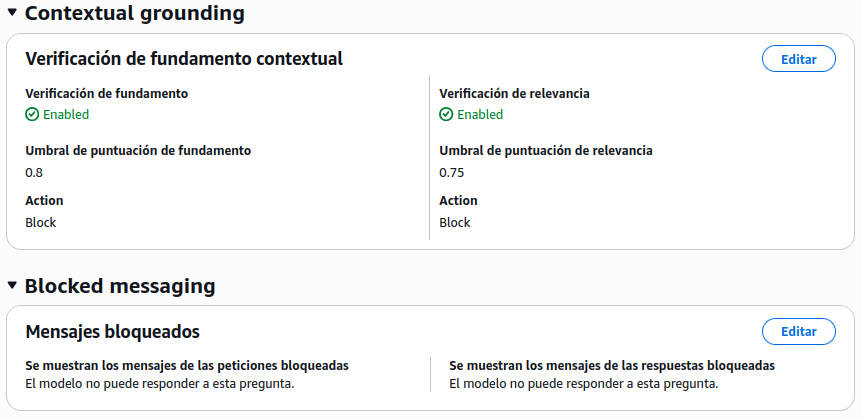 Contextual grounding
Verificación de fundamento contextual
Editar
Verificación de fundamento
Enabled
Umbral de puntuación de fundamento
0.8
Action
Block
Verificación de relevancia
Enabled
Umbral de puntuación de relevancia
0.75
Action
Block
Blocked messaging
Mensajes bloqueados
Editar
Se muestran los mensajes de las peticiones bloqueadas
El modelo no puede responder a esta pregunta.
Se muestran los mensajes de las respuestas bloqueadas
El modelo no puede responder a esta pregunta.